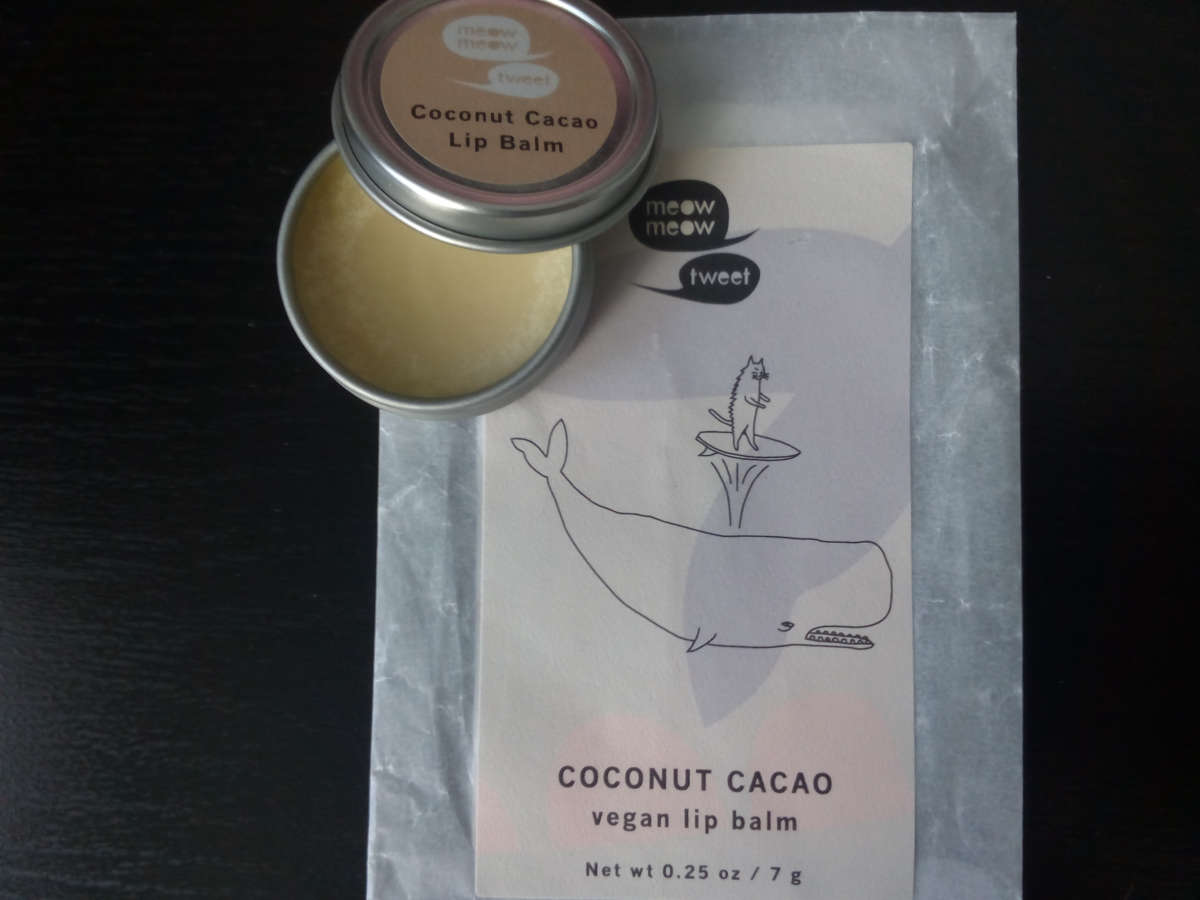 meow
meow
tweet
Coconut Cacao
Lip Balm
meow
meow
tweet
COCONUT CACAO
vegan lip balm
Net wt 0.25 oz / 7 g